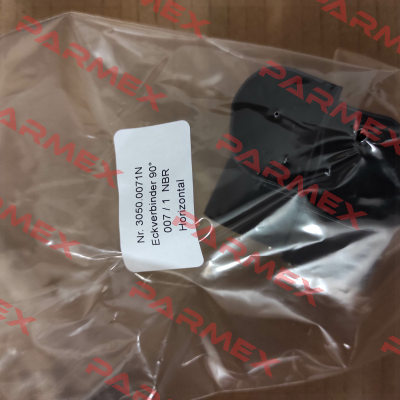 PARMEX
Nr. 3050.0071N
Eckverbinder 90°
007 / 1 NBR
Horizontal